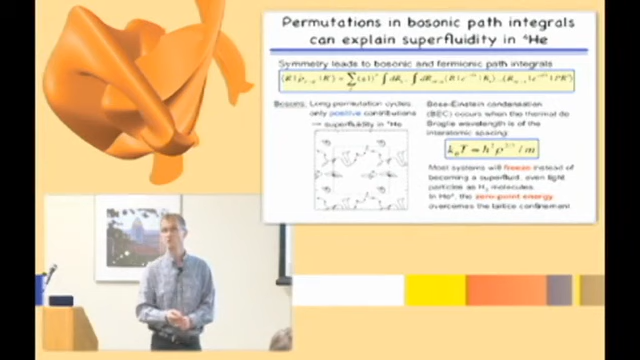 Permutations in bosonic path integrals
can explain superfluidity in ⁴He
Symmetry leads to bosonic and fermionic path integrals
Bosons: Long permutation cycles,
only positive contributions
→ superfluidity in ⁴He
Bose-Einstein condensation
(BEC) occurs when the thermal de
Broglie wavelength is of the
interatomic spacing:
Most systems will freeze instead of
becoming a superfluid, even light
particles as H₂ molecules.
In He⁴, the zero-point energy
overcomes the lattice confinement.